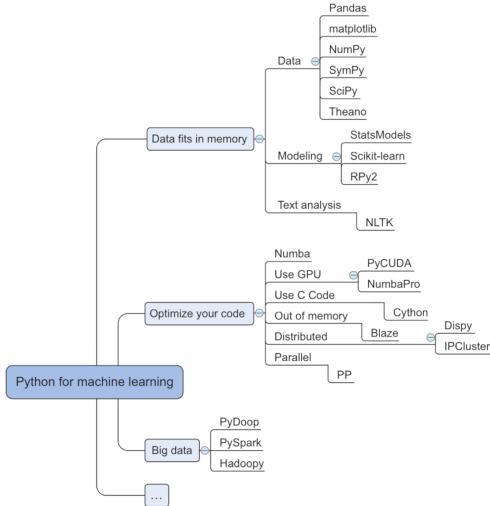 Pandas
matplotlib
NumPy
Data
SymPy
SciPy
Theano
Data fits in memory
StatsModels
Modeling
Scikit-learn
RPy2
Text analysis
NLTK
Numba
PyCUDA
Use GPU
NumbaPro
Use C Code
Cython
Optimize your code
Out of memory
Blaze
Dispy
Distributed
IPCluster
Parallel
PP
Python for machine learning
PyDoop
Big data
PySpark
Hadoopy
...